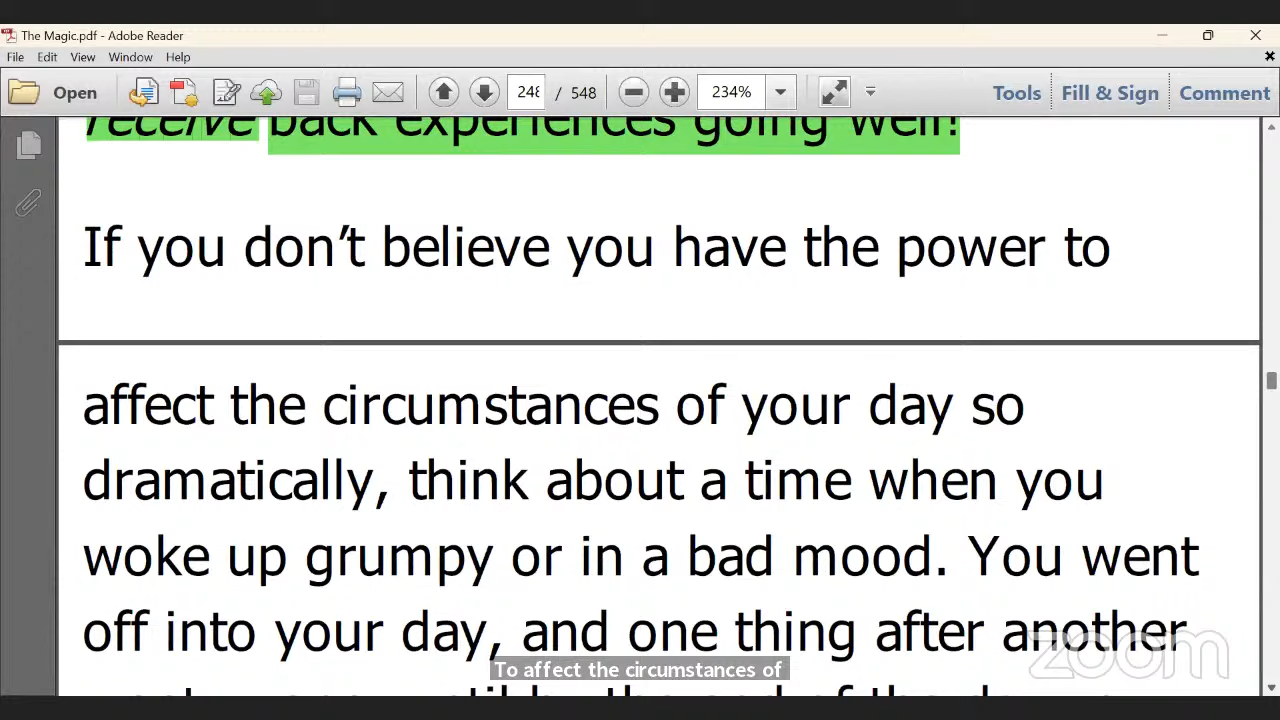 The Magic.pdf - Adobe Reader
File Edit View Window Help
Open 248 / 548 234% Tools Fill & Sign Comment
receive back experiences going well!
If you don’t believe you have the power to
affect the circumstances of your day so
dramatically, think about a time when you
woke up grumpy or in a bad mood. You went
off into your day, and one thing after another
To affect the circumstances of
zoom